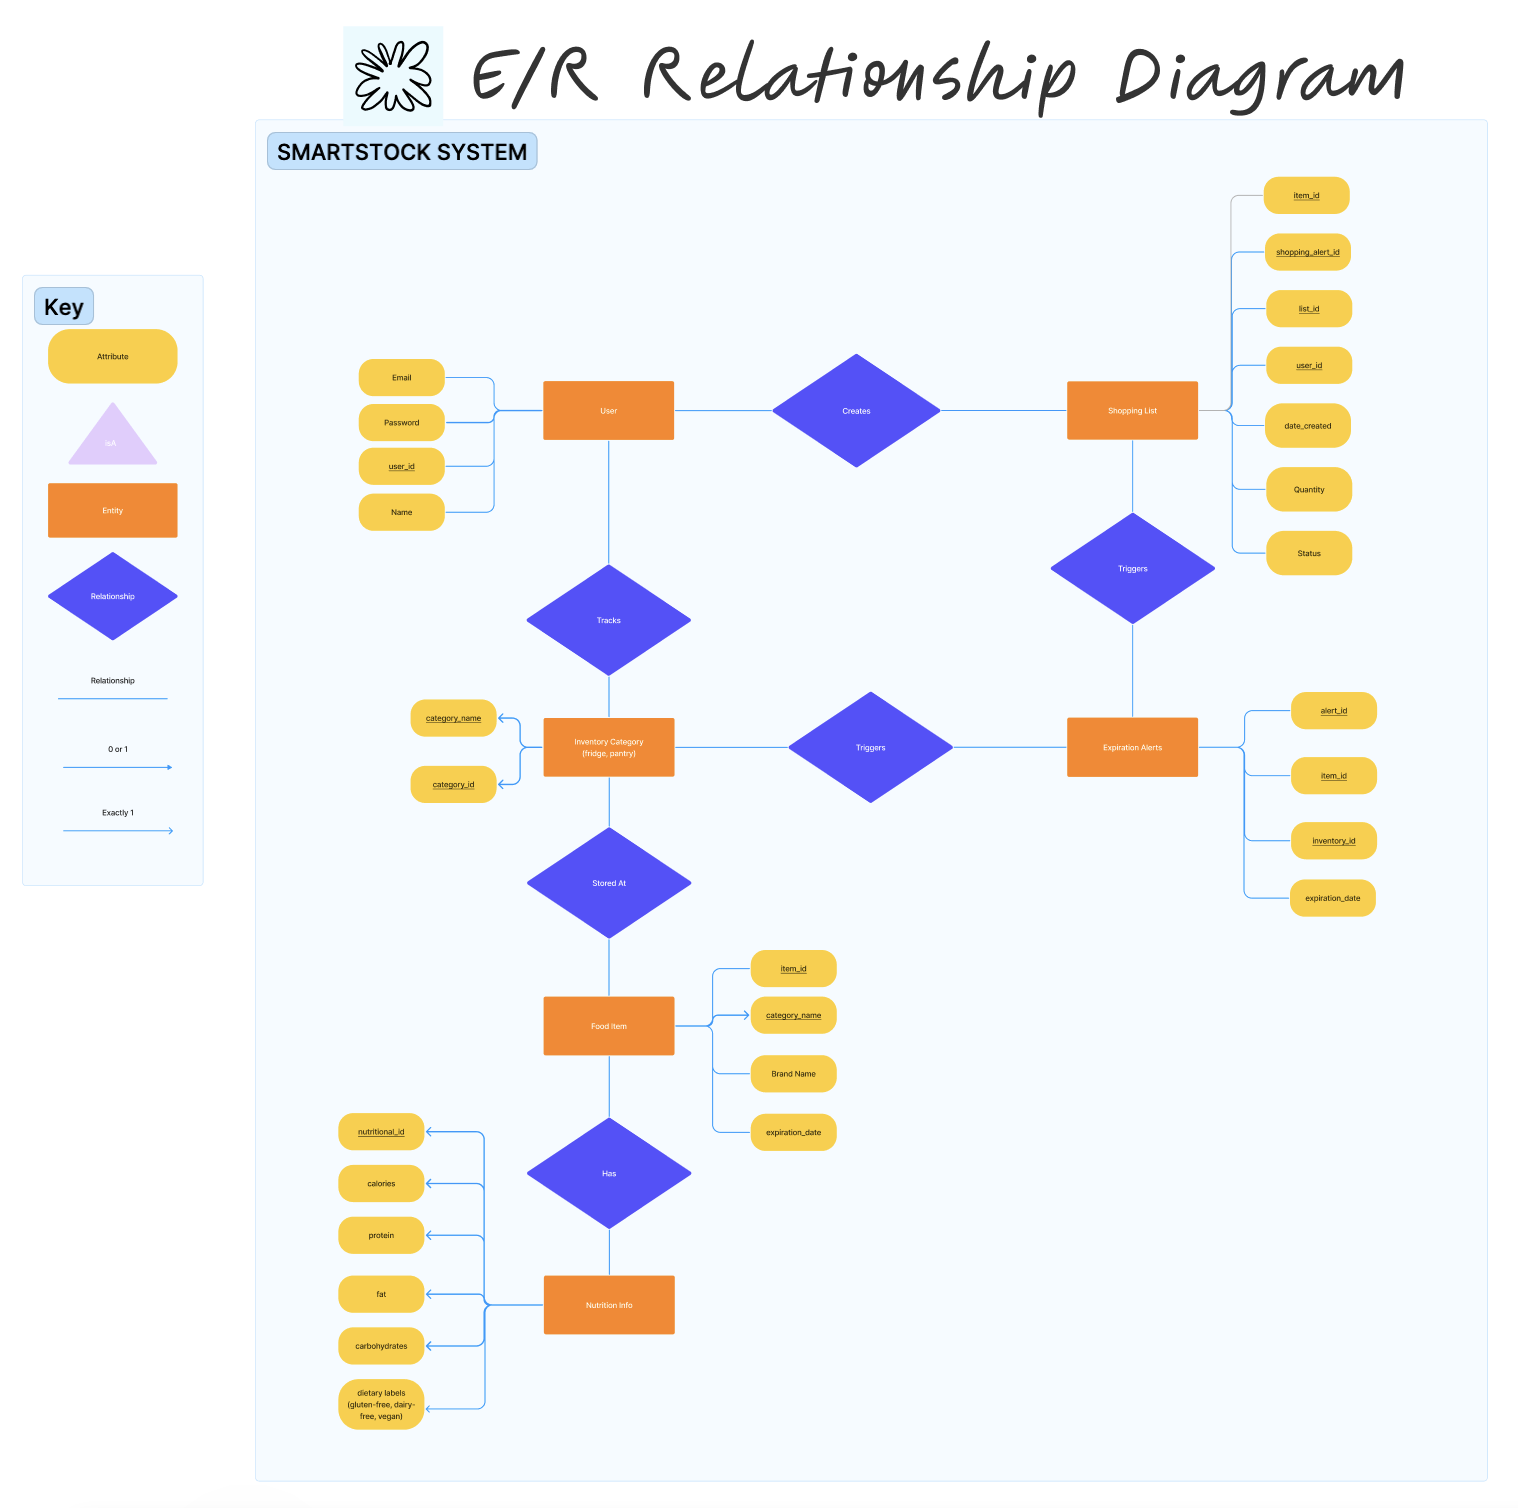 E/R Relationship Diagram
SMARTSTOCK SYSTEM
Key
Attribute
isA
Entity
Relationship
Relationship
0 or 1
Exactly 1
Email
Password
user_id
Name
User
Creates
Shopping List
item_id
shopping_alert_id
list_id
user_id
date_created
Quantity
Status
Tracks
Triggers
category_name
category_id
Inventory Category
(fridge, pantry)
Triggers
Expiration Alerts
alert_id
item_id
inventory_id
expiration_date
Stored At
Food Item
item_id
category_name
Brand Name
expiration_date
Has
nutritional_id
calories
protein
fat
carbohydrates
dietary labels
(gluten-free, dairy-
free, vegan)
Nutrition Info